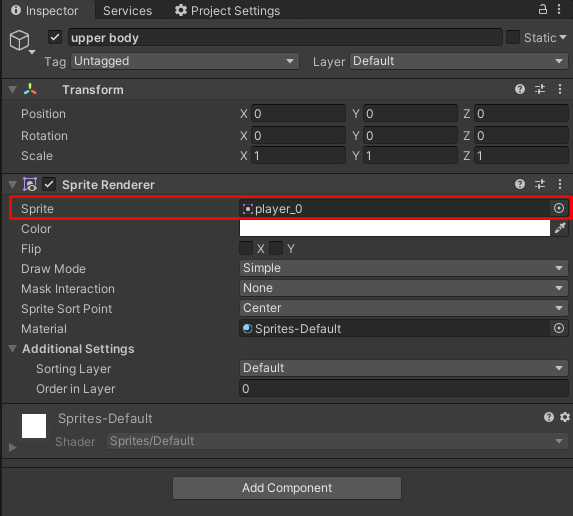 Inspector Services Project Settings
upper body Static
Tag Untagged Layer Default
Transform
Position X 0 Y 0 Z 0
Rotation X 0 Y 0 Z 0
Scale X 1 Y 1 Z 1
Sprite Renderer
Sprite player_0
Color
Flip X Y
Draw Mode Simple
Mask Interaction None
Sprite Sort Point Center
Material Sprites-Default
Additional Settings
Sorting Layer Default
Order in Layer 0
Sprites-Default
Shader Sprites/Default
Add Component